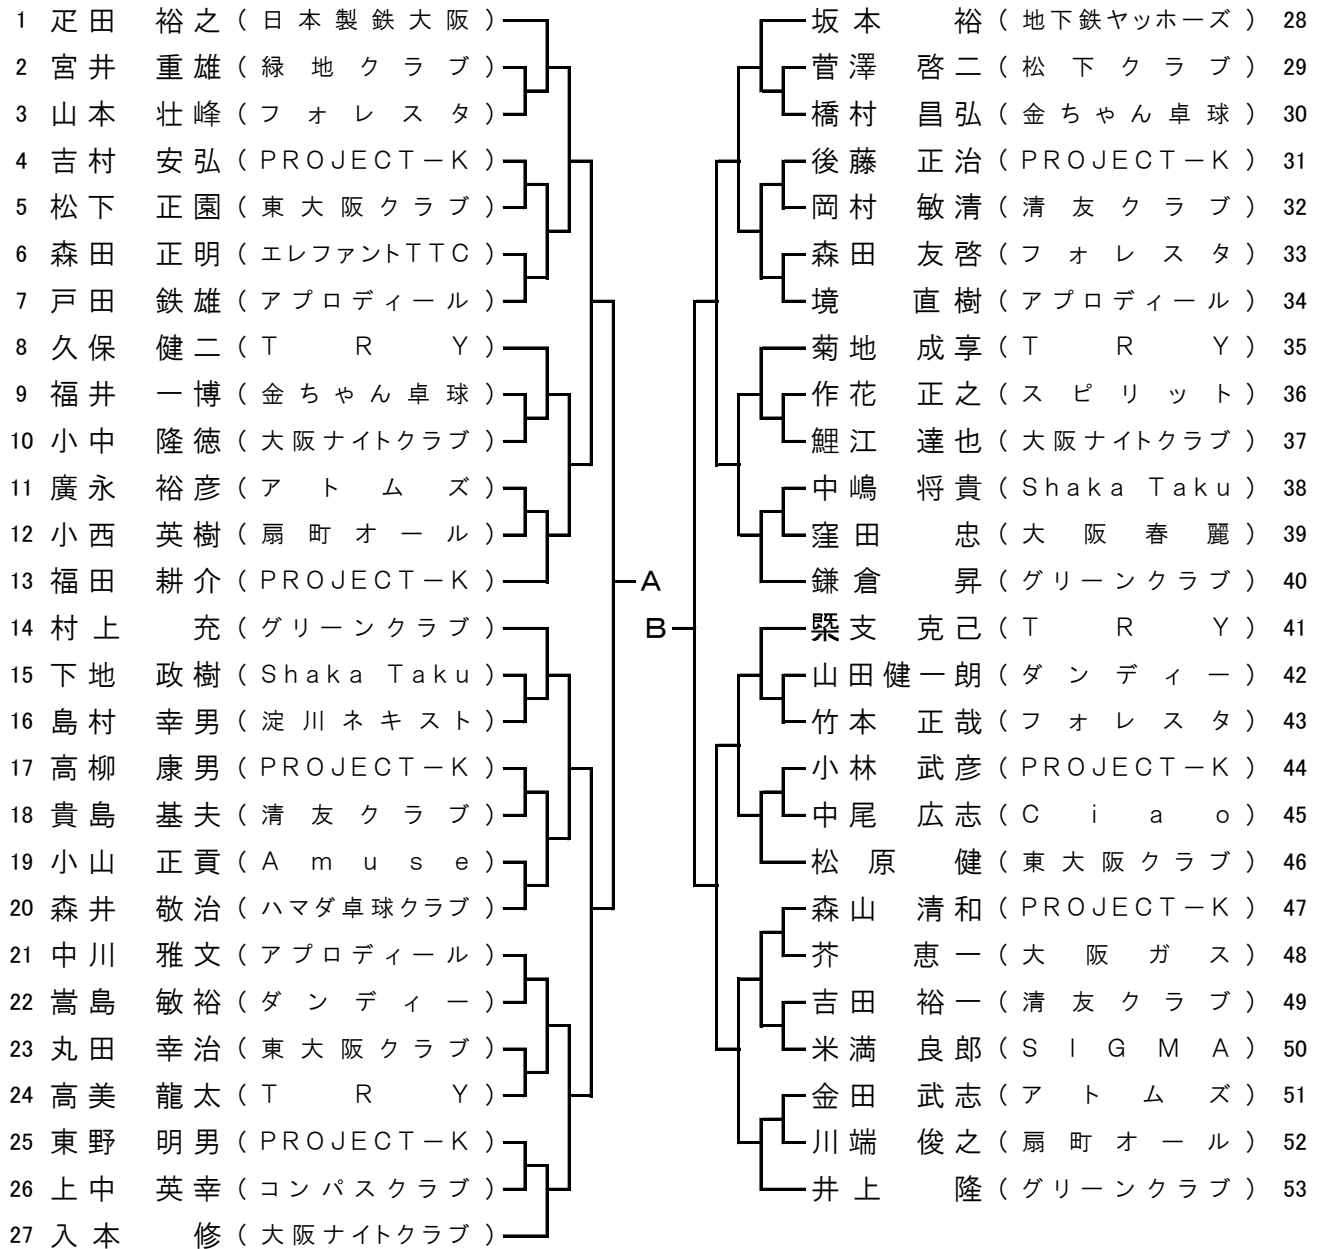 1 疋田 裕之 (日本製鉄大阪)
2 宮井 重雄 (緑地クラブ)
3 山本 壮峰 (フォレスタ)
4 吉村 安弘 (PROJECT－K)
5 松下 正園 (東大阪クラブ)
6 森田 正明 (エレファントTTC)
7 戸田 鉄雄 (アプロディール)
8 久保 健二 (TRY)
9 福井 一博 (金ちゃん卓球)
10 小中 隆徳 (大阪ナイトクラブ)
11 廣永 裕彦 (アトムズ)
12 小西 英樹 (扇町オール)
13 福田 耕介 (PROJECT－K)
14 村上 充 (グリーンクラブ)
15 下地 政樹 (Shaka Taku)
16 島村 幸男 (淀川ネキスト)
17 高柳 康男 (PROJECT－K)
18 貴島 基夫 (清友クラブ)
19 小山 正貢 (Amuse)
20 森井 敬治 (ハマダ卓球クラブ)
21 中川 雅文 (アプロディール)
22 嵩島 敏裕 (ダンディー)
23 丸田 幸治 (東大阪クラブ)
24 高美 龍太 (TRY)
25 東野 明男 (PROJECT－K)
26 上中 英幸 (コンパスクラブ)
27 入本 修 (大阪ナイトクラブ)
A
B
坂本 裕 (地下鉄ヤッホーズ) 28
菅澤 啓二 (松下クラブ) 29
橋村 昌弘 (金ちゃん卓球) 30
後藤 正治 (PROJECT－K) 31
岡村 敏清 (清友クラブ) 32
森田 友啓 (フォレスタ) 33
境 直樹 (アプロディール) 34
菊地 成享 (TRY) 35
作花 正之 (スピリット) 36
鯉江 達也 (大阪ナイトクラブ) 37
中嶋 将貴 (Shaka Taku) 38
窪田 忠 (大阪春麗) 39
鎌倉 昇 (グリーンクラブ) 40
支 克己 (TRY) 41
山田健一朗 (ダンディー) 42
竹本 正哉 (フォレスタ) 43
小林 武彦 (PROJECT－K) 44
中尾 広志 (Ciao) 45
松原 健 (東大阪クラブ) 46
森山 清和 (PROJECT－K) 47
芥 恵一 (大阪ガス) 48
吉田 裕一 (清友クラブ) 49
米満 良郎 (SIGMA) 50
金田 武志 (アトムズ) 51
川端 俊之 (扇町オール) 52
井上 隆 (グリーンクラブ) 53